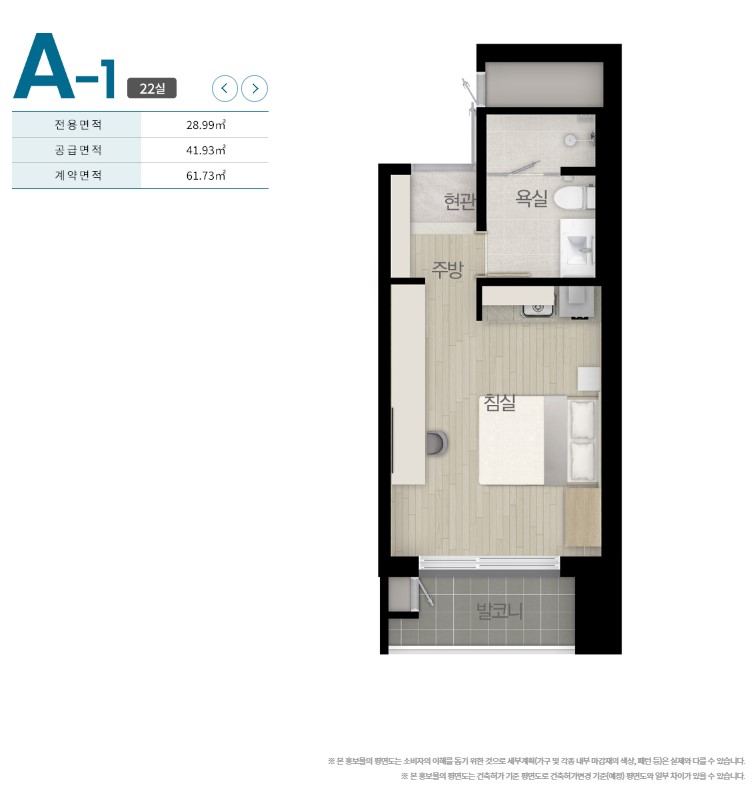 A-1 22실
전용면적 28.99㎡
공급면적 41.93㎡
계약면적 61.73㎡
현관
욕실
주방
침실
발코니
※ 본 홍보물의 평면도는 소비자의 이해를 돕기 위한 것으로 세부계획(가구 및 각종 내부 마감재의 색상, 패턴 등)은 실제와 다를 수 있습니다.
※ 본 홍보물의 평면도는 건축허가 기준 평면도로 건축허가변경 기준(예정) 평면도와 일부 차이가 있을 수 있습니다.